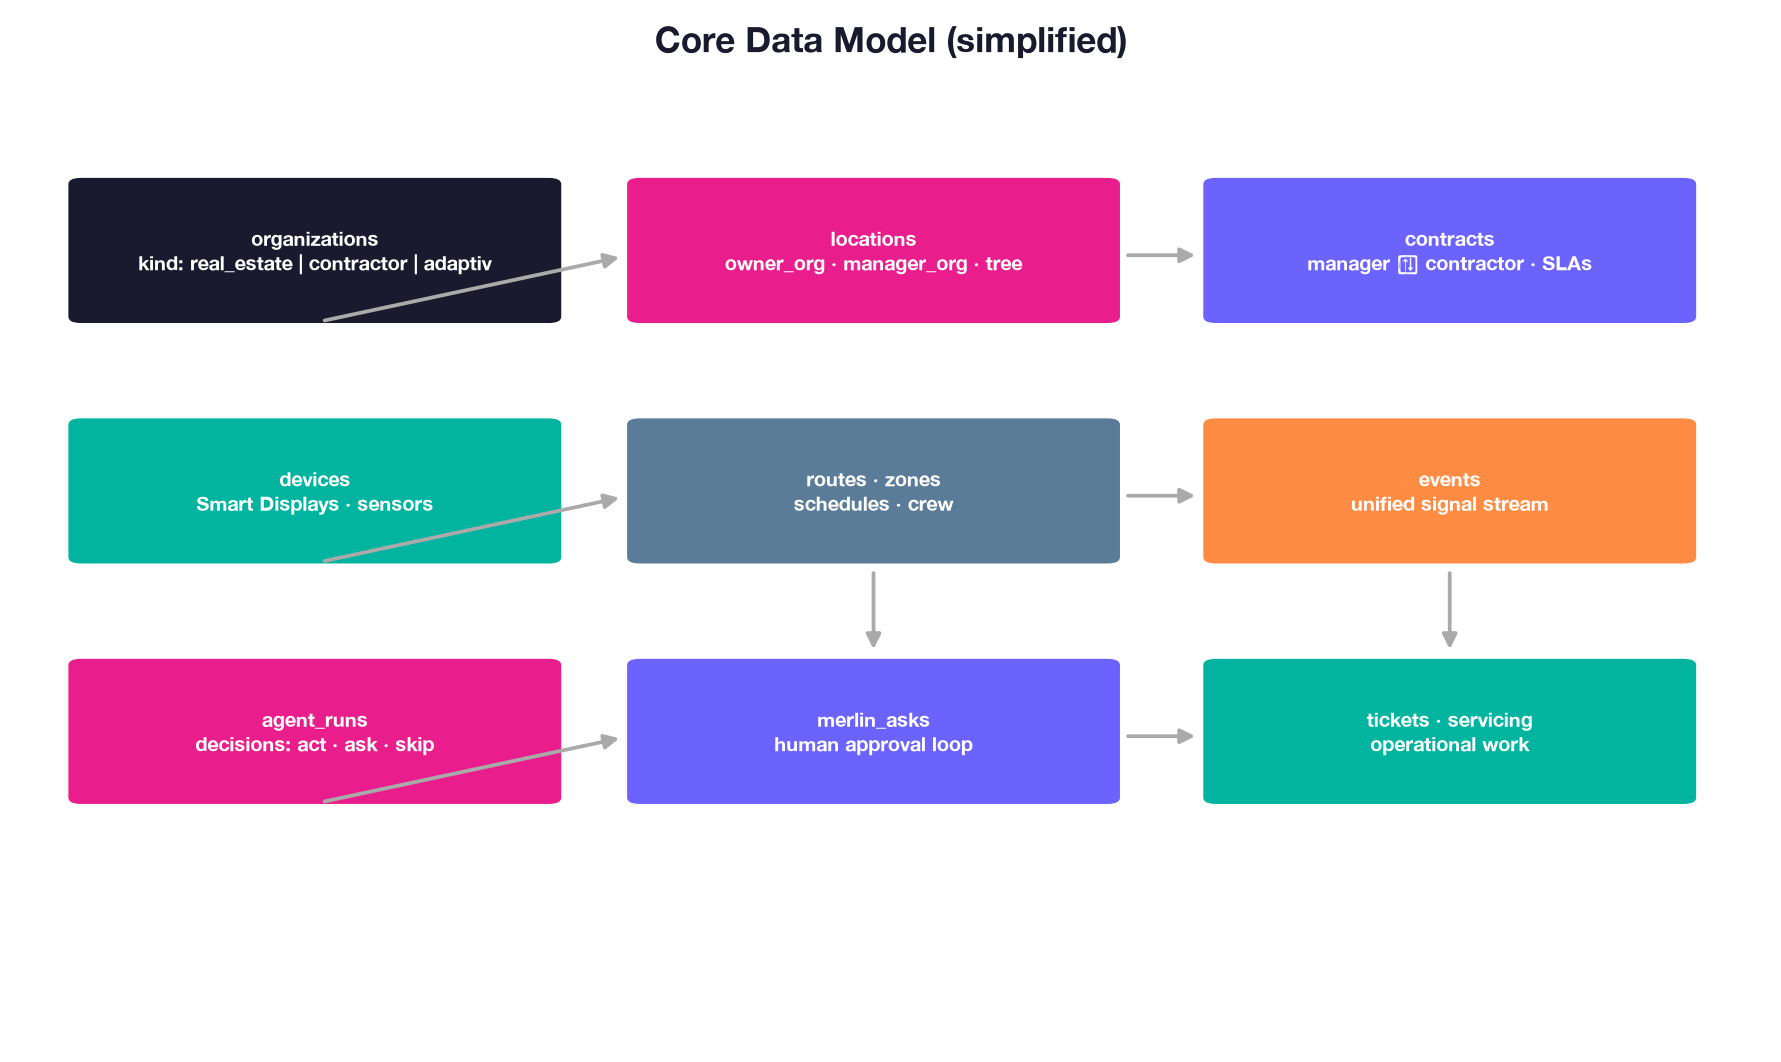 Core Data Model (simplified)
organizations
kind: real_estate | contractor | adaptiv
locations
owner_org · manager_org · tree
contracts
manager ⇅ contractor · SLAs
devices
Smart Displays · sensors
routes · zones
schedules · crew
events
unified signal stream
agent_runs
decisions: act · ask · skip
merlin_asks
human approval loop
tickets · servicing
operational work